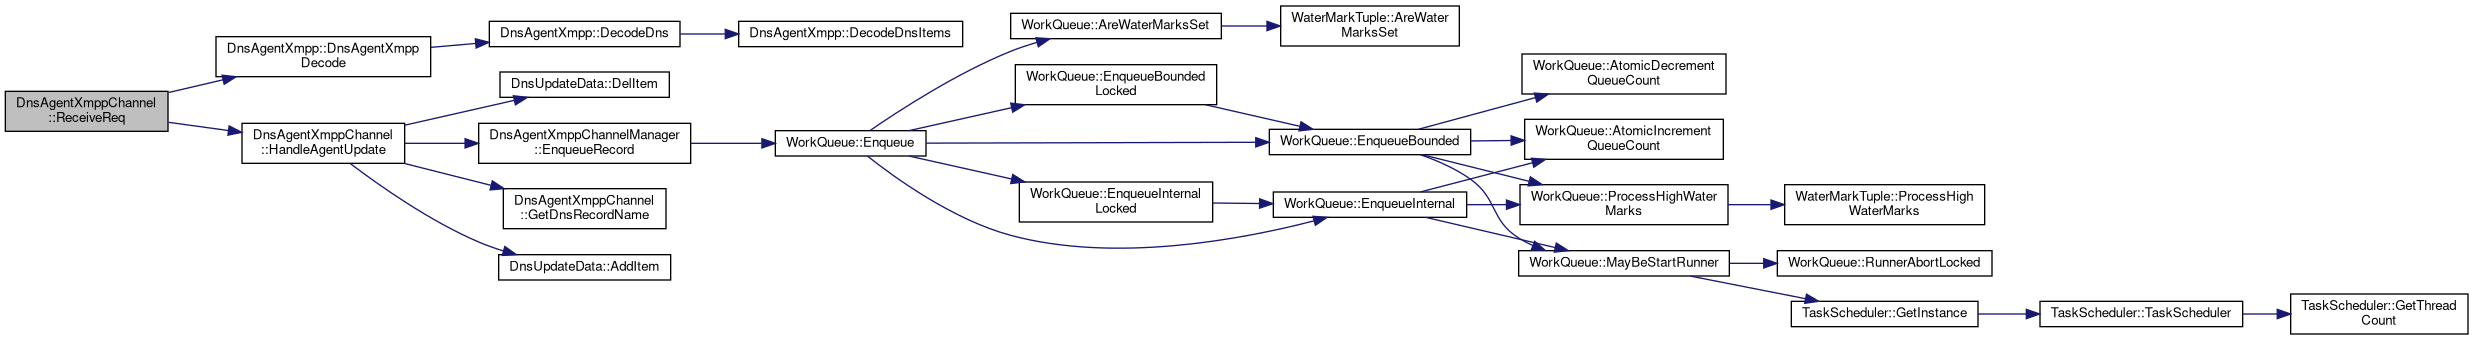 DnsAgentXmppChannel
::ReceiveReq
DnsAgentXmpp::DnsAgentXmpp
Decode
DnsAgentXmpp::DecodeDns
DnsAgentXmpp::DecodeDnsItems
DnsAgentXmppChannel
::HandleAgentUpdate
DnsUpdateData::DelItem
DnsAgentXmppChannelManager
::EnqueueRecord
DnsAgentXmppChannel
::GetDnsRecordName
DnsUpdateData::AddItem
WorkQueue::Enqueue
WorkQueue::AreWaterMarksSet
WaterMarkTuple::AreWater
MarksSet
WorkQueue::EnqueueBounded
Locked
WorkQueue::EnqueueBounded
WorkQueue::EnqueueInternal
Locked
WorkQueue::EnqueueInternal
WorkQueue::AtomicDecrement
QueueCount
WorkQueue::AtomicIncrement
QueueCount
WorkQueue::ProcessHighWater
Marks
WaterMarkTuple::ProcessHigh
WaterMarks
WorkQueue::MayBeStartRunner
WorkQueue::RunnerAbortLocked
TaskScheduler::GetInstance
TaskScheduler::TaskScheduler
TaskScheduler::GetThread
Count